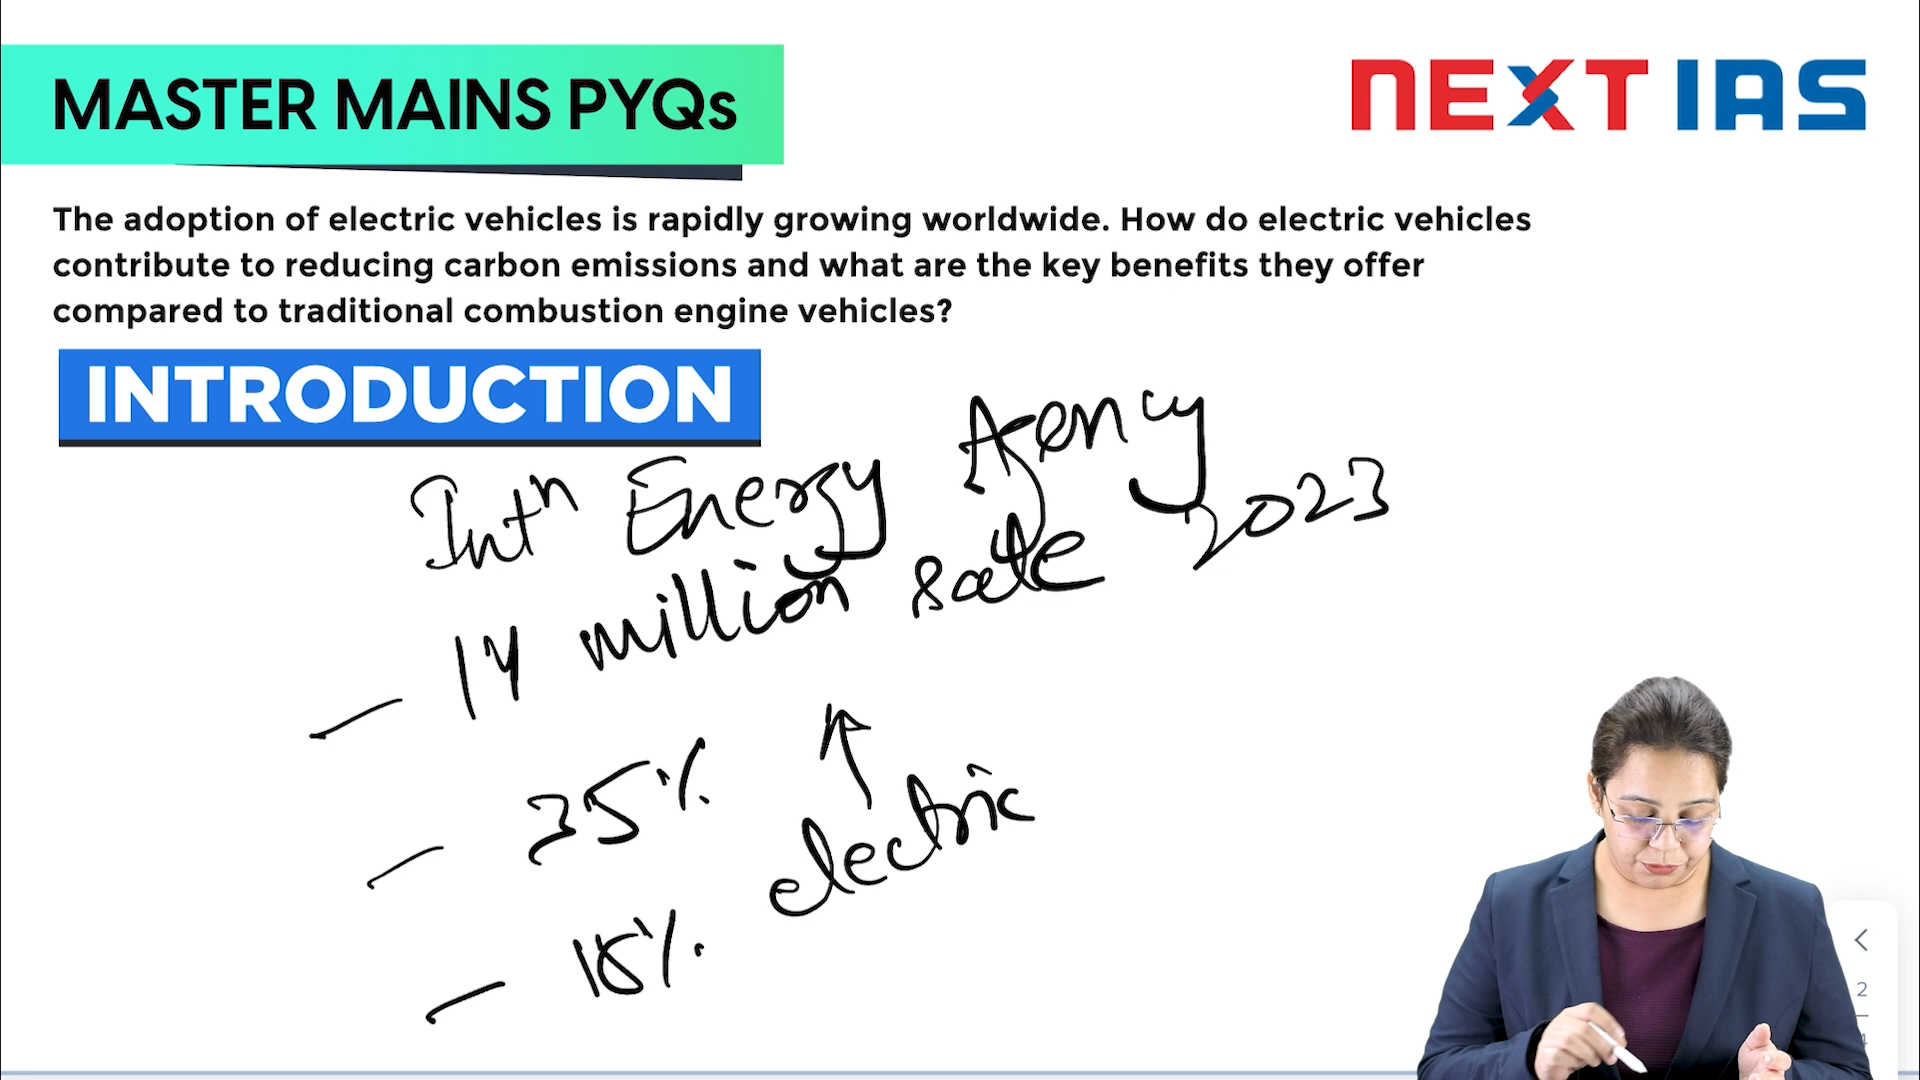 MASTER MAINS PYQs
NEXT IAS
The adoption of electric vehicles is rapidly growing worldwide. How do electric vehicles
contribute to reducing carbon emissions and what are the key benefits they offer
compared to traditional combustion engine vehicles?
INTRODUCTION
Intn Energy Agency
- 14 million sale 2023
- 35% ↑
- 18% electric
<
2